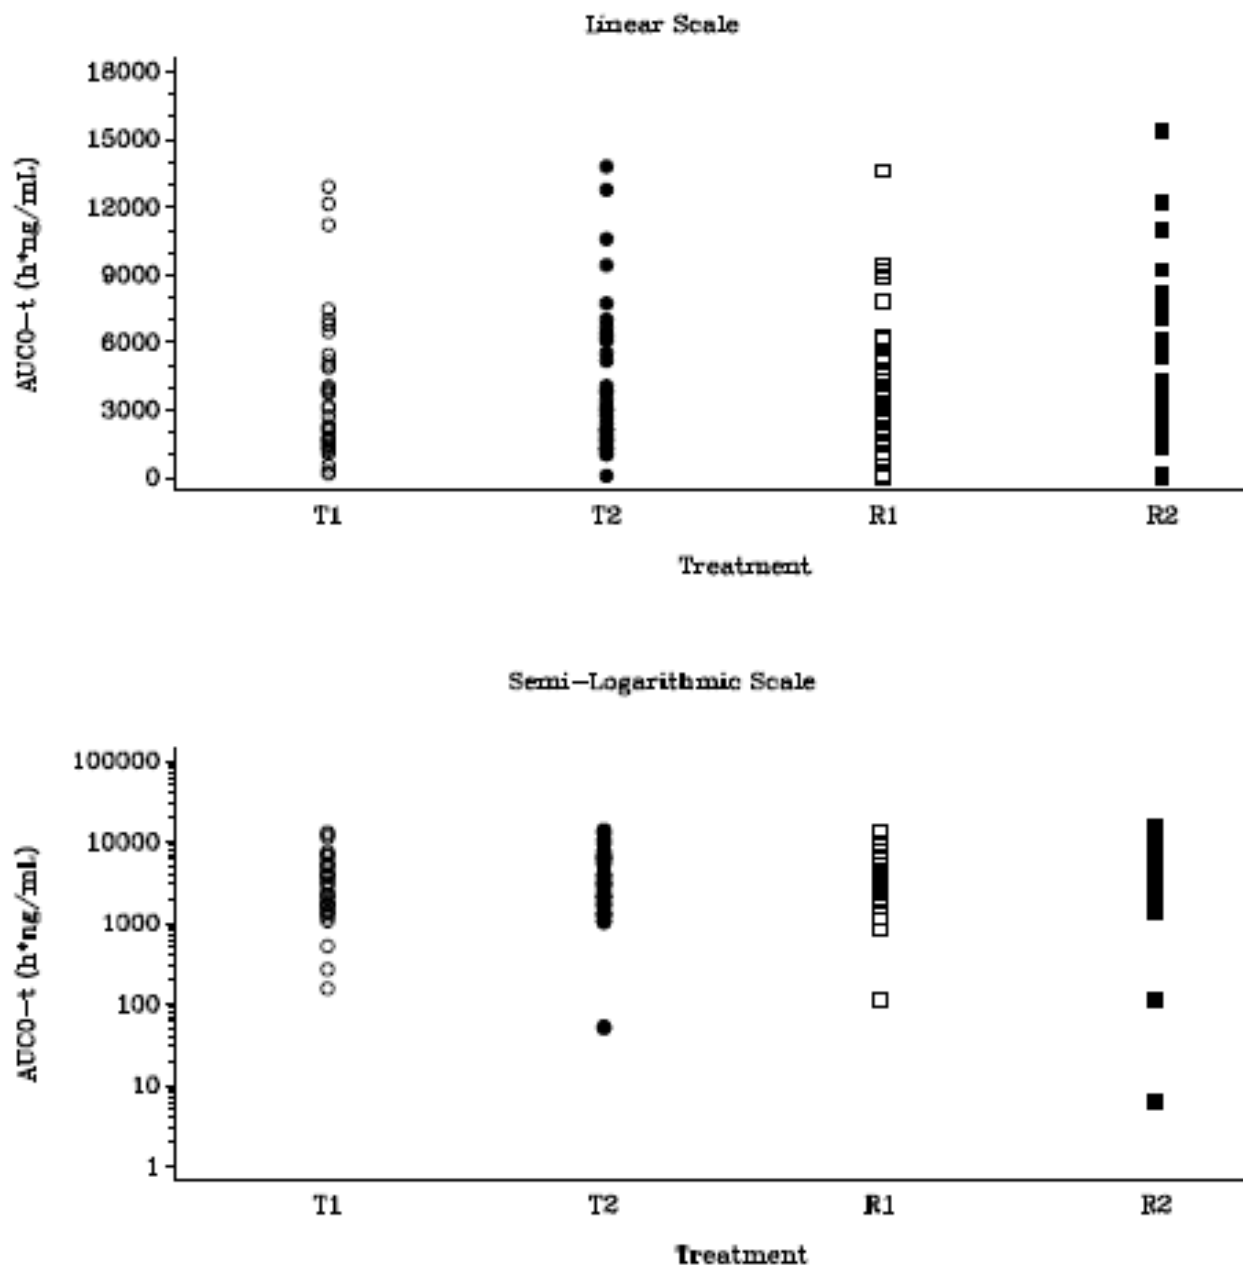 Linear Scale
18000
15000
12000
9000
6000
3000
0
AUC0-t (h*ng/mL)
T1 T2 R1 R2
Treatment
Semi-Logarithmic Scale
100000
10000
1000
100
10
1
AUC0-t (h*ng/mL)
T1 T2 R1 R2
Treatment